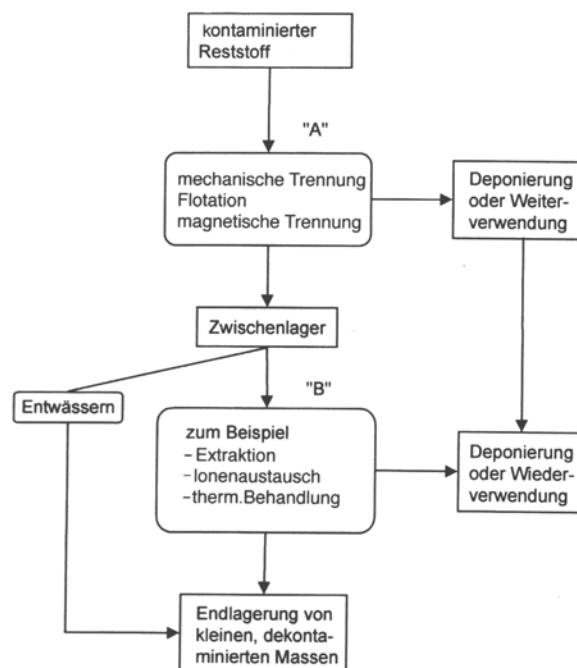 kontaminierter
Reststoff
"A"
mechanische Trennung
Flotation
magnetische Trennung
Deponierung
oder Weiter-
verwendung
Zwischenlager
Entwässern
"B"
zum Beispiel
- Extraktion
- Ionenaustausch
- therm.Behandlung
Deponierung
oder Wieder-
verwendung
Endlagerung von
kleinen, dekonta-
minierten Massen